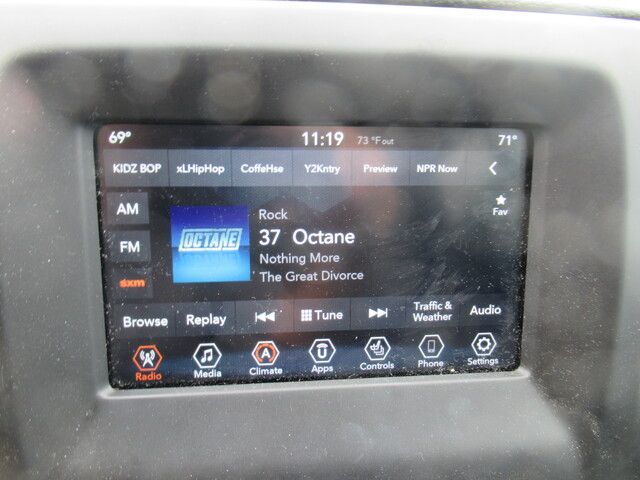 69° 11:19 73 °F out 71°
KIDZ BOP xLHipHop CoffeHse Y2Kntry Preview NPR Now
AM
FM
sxm
OCTANE
Rock
37 Octane
Nothing More
The Great Divorce
Fav
Browse Replay Tune Traffic & Weather Audio
Radio Media Climate Apps Controls Phone Settings